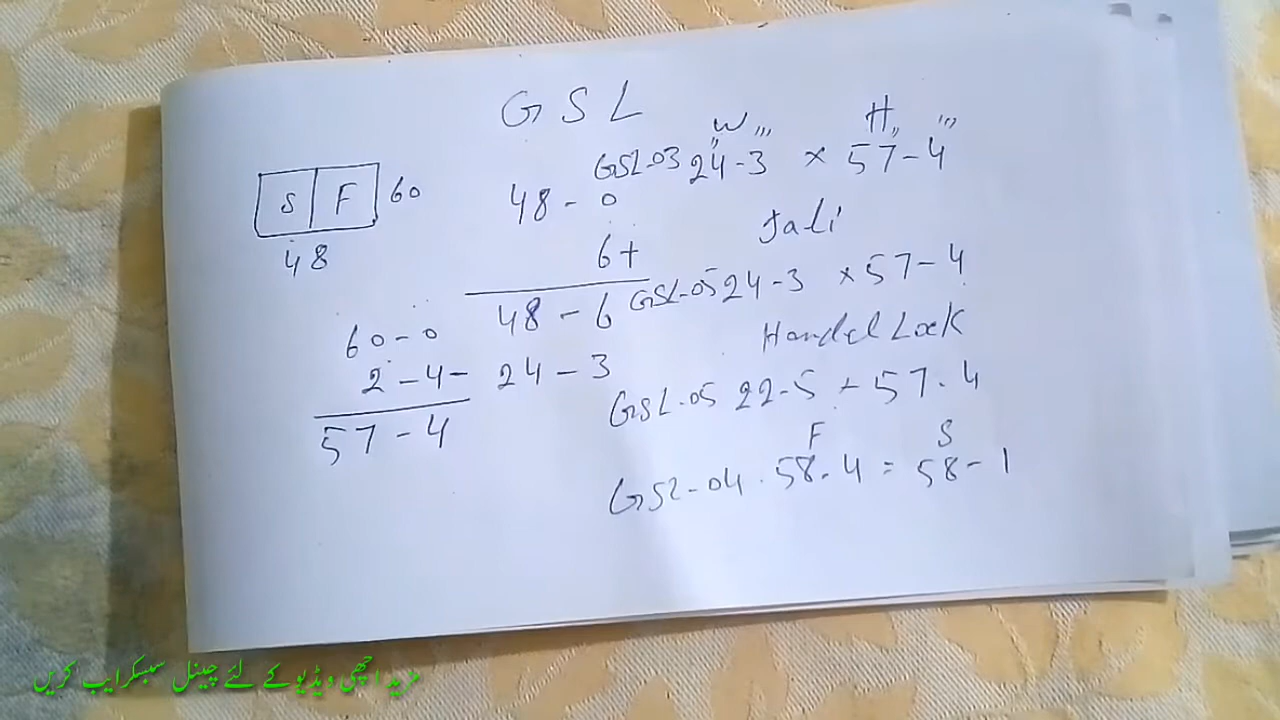 GSL
W H
GSL-03 24-3 × 57-4
S F 60
48
48-0
6+
48-6
24-3
60-0
2-4-
57-4
Jali
GSL-05 24-3 × 57-4
Handel Lock
GSL-05 22-5 - 57-4
F S
GSL-04. 58-4 = 58-1
مزید اچھی ویڈیو کے لئے چینل سبسکرایب کریں